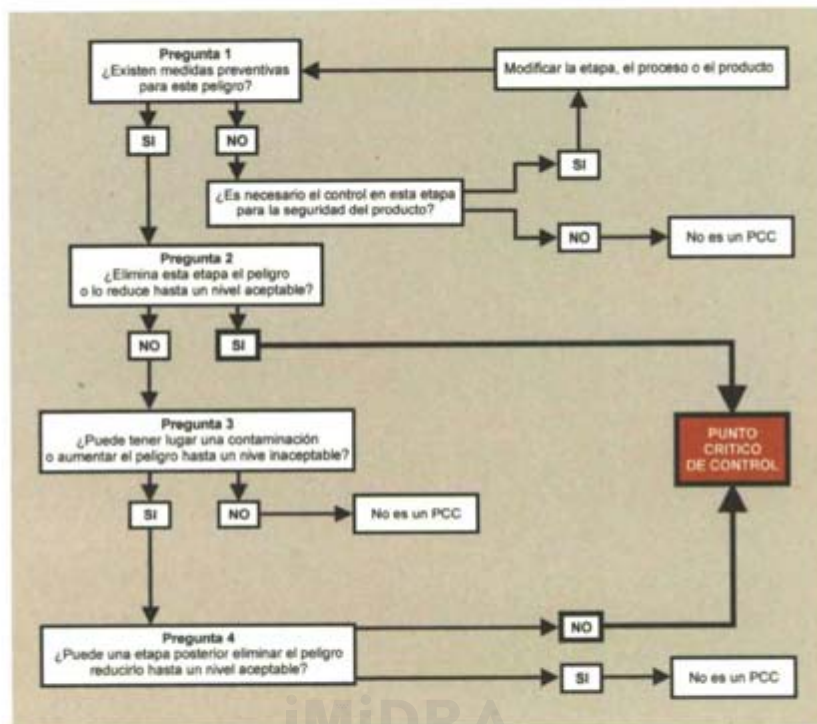 Pregunta 1
¿Existen medidas preventivas
para este peligro?
Modificar la etapa, el proceso o el producto
SI
NO
SI
¿Es necesario el control en esta etapa
para la seguridad del producto?
NO
No es un PCC
Pregunta 2
¿Elimina esta etapa el peligro
o lo reduce hasta un nivel aceptable?
NO
SI
Pregunta 3
¿Puede tener lugar una contaminación
o aumentar el peligro hasta un nive inaceptable?
PUNTO
CRITICO
DE CONTROL
SI
NO
No es un PCC
Pregunta 4
¿Puede una etapa posterior eliminar el peligro
reducirlo hasta un nivel aceptable?
NO
SI
No es un PCC
iMiDRA